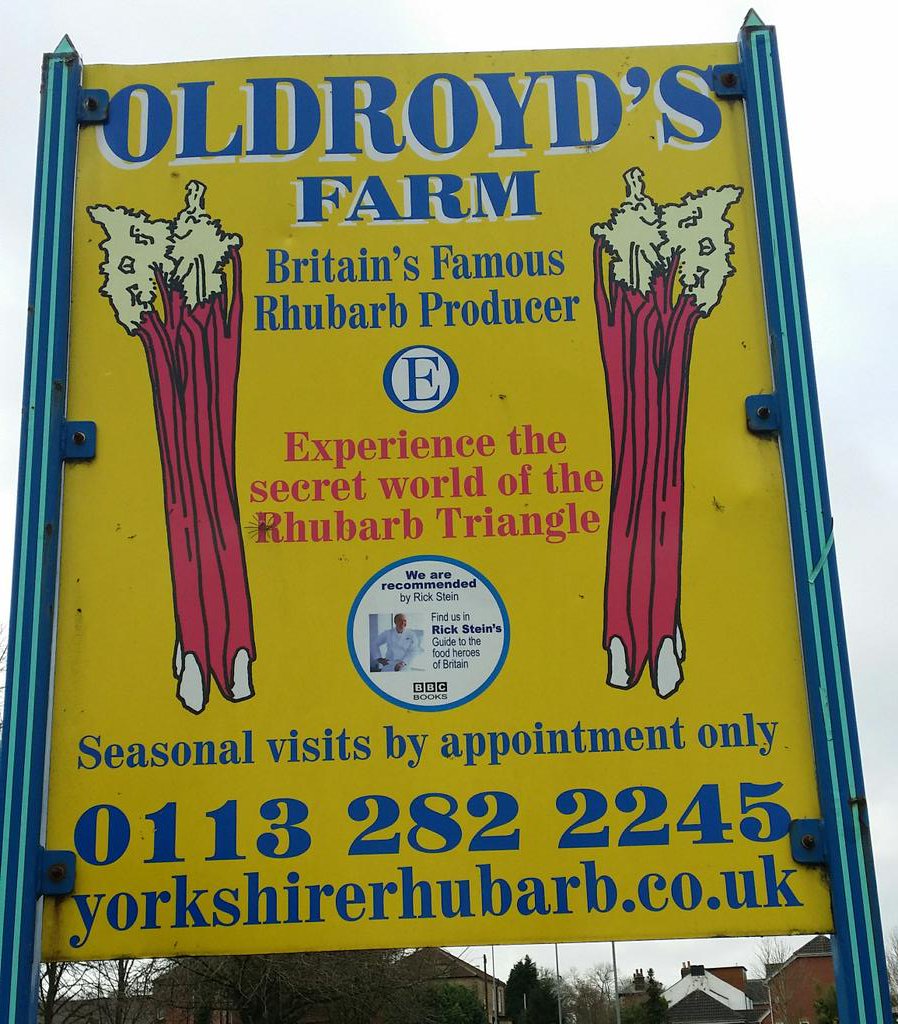 OLDROYD'S
FARM
Britain's Famous
Rhubarb Producer
E
Experience the
secret world of the
Rhubarb Triangle
We are
recommended
by Rick Stein
Find us in
Rick Stein's
Guide to the
food heroes
of Britain
BBC
BOOKS
Seasonal visits by appointment only
0113 282 2245
yorkshirerhubarb.co.uk